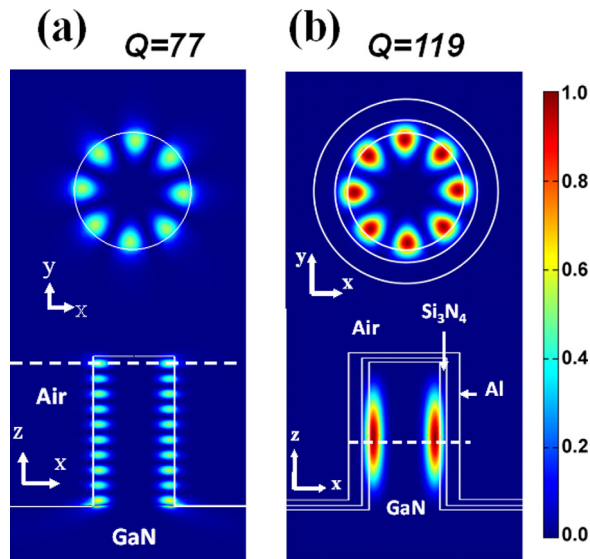 (a)
Q=77
y
x
Air
z
x
GaN
(b)
Q=119
y
x
Air
Si₃N₄
Al
z
x
GaN
1.0
0.8
0.6
0.4
0.2
0.0